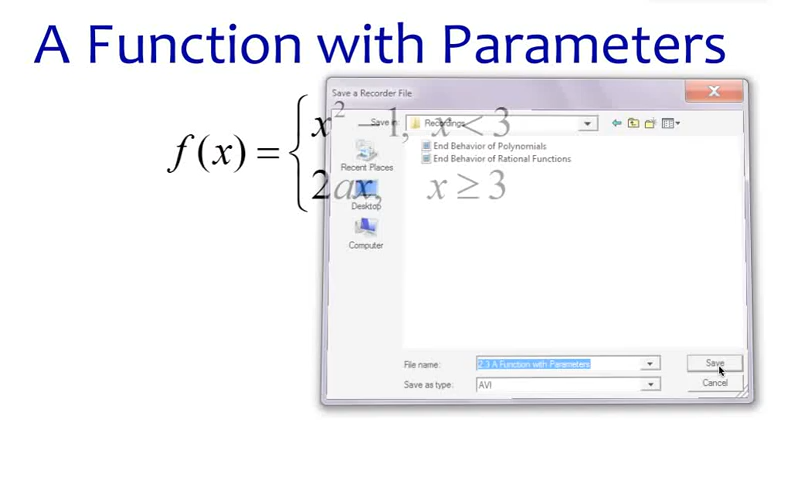 A Function with Parameters
Save a Recorder File
f(x) = { x² − 1, x < 3
2ax, x ≥ 3
Save in: Recordings
End Behavior of Polynomials
End Behavior of Rational Functions
Recent Places
Desktop
Computer
File name: 2.3 A Function with Parameters Save
Save as type: AVI Cancel